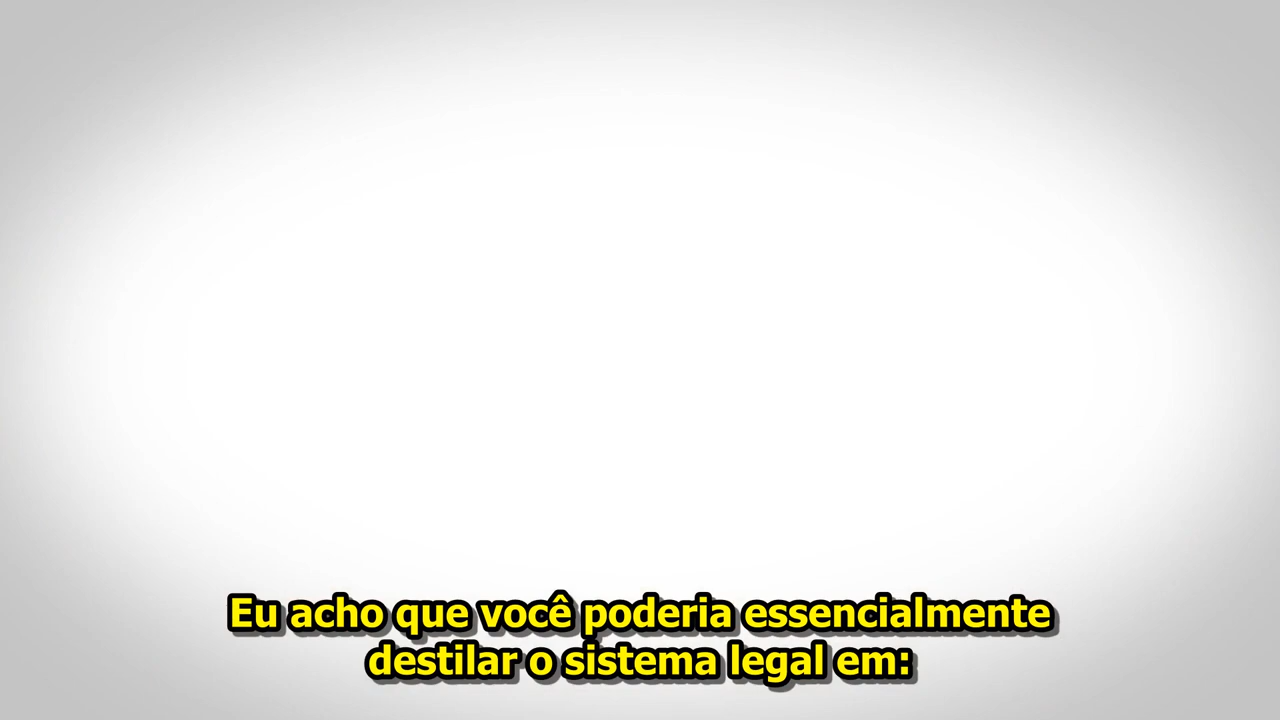 Eu acho que você poderia essencialmente
destilar o sistema legal em: